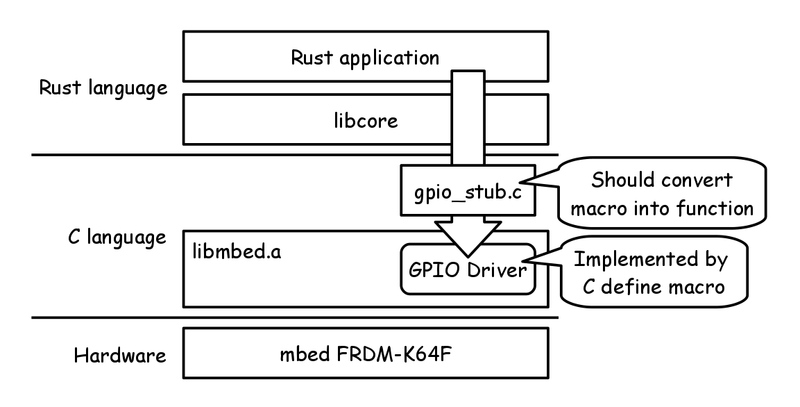 Rust application
Rust language
libcore
gpio_stub.c
Should convert
macro into function
C language
libmbed.a
GPIO Driver
Implemented by
C define macro
Hardware
mbed FRDM-K64F